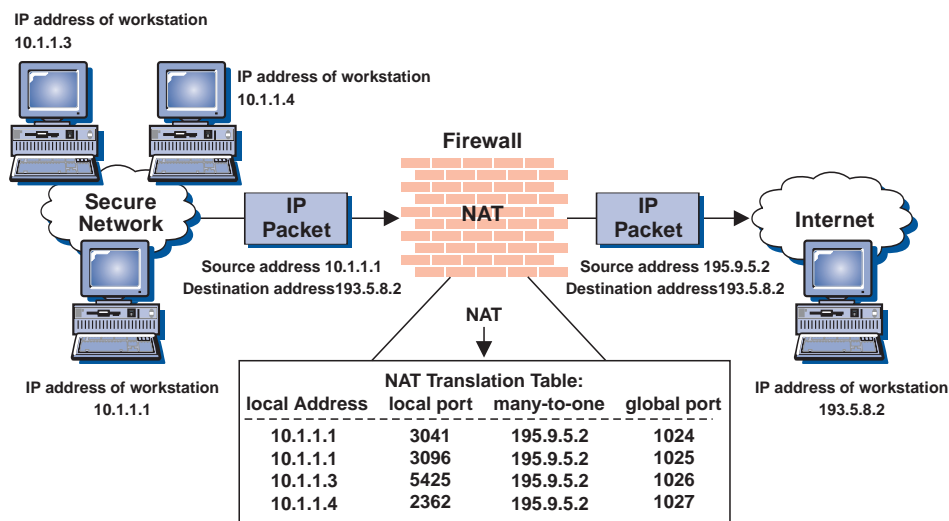 IP address of workstation
10.1.1.3
IP address of workstation
10.1.1.4
Firewall
Secure
Network
IP
Packet
NAT
IP
Packet
Internet
Source address 10.1.1.1
Destination address193.5.8.2
Source address 195.9.5.2
Destination address193.5.8.2
NAT
IP address of workstation
10.1.1.1
IP address of workstation
193.5.8.2
NAT Translation Table:
local Address local port many-to-one global port
10.1.1.1 3041 195.9.5.2 1024
10.1.1.1 3096 195.9.5.2 1025
10.1.1.3 5425 195.9.5.2 1026
10.1.1.4 2362 195.9.5.2 1027